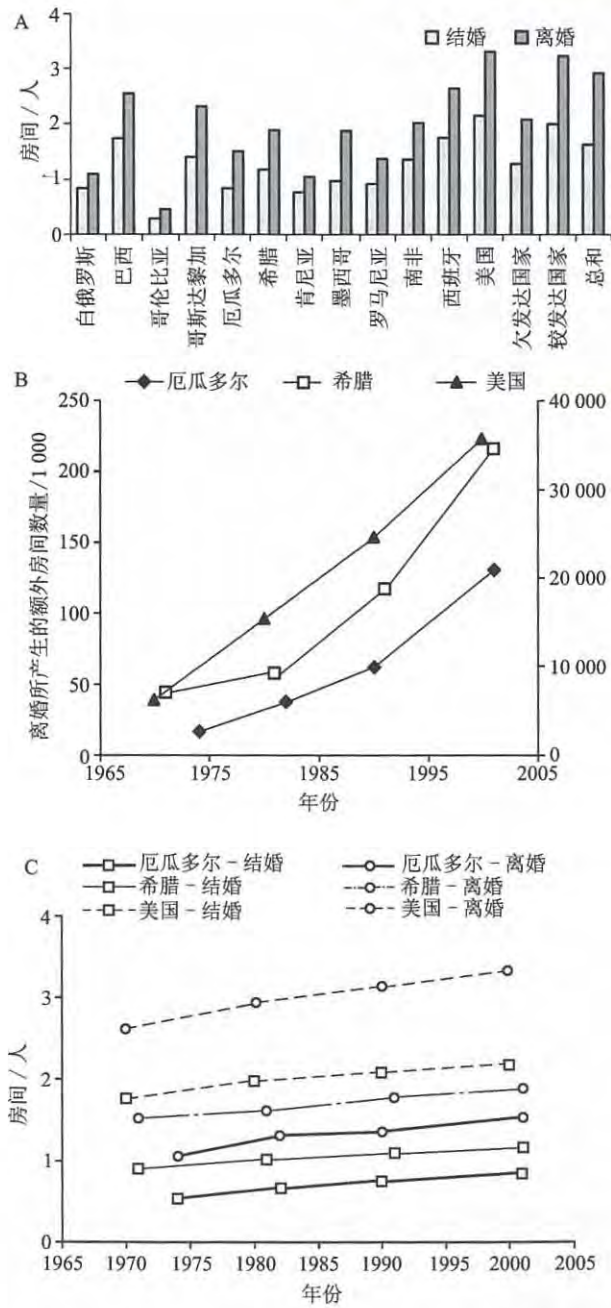 A
结婚 离婚
房间 / 人
4
3
2
1
0
白俄罗斯 巴西 哥伦比亚 哥斯达黎加 厄瓜多尔 希腊 肯尼亚 墨西哥 罗马尼亚 南非 西班牙 美国 欠发达国家 较发达国家 总和
B
厄瓜多尔 希腊 美国
离婚所产生的额外房间数量/1 000
250 40 000
200
30 000
150
20 000
100
10 000
50
0 0
1965 1975 1985 1995 2005
年份
C
厄瓜多尔 – 结婚 厄瓜多尔 – 离婚
希腊 – 结婚 希腊 – 离婚
美国 – 结婚 美国 – 离婚
房间 / 人
4
3
2
1
0
1965 1970 1975 1980 1985 1990 1995 2000 2005
年份